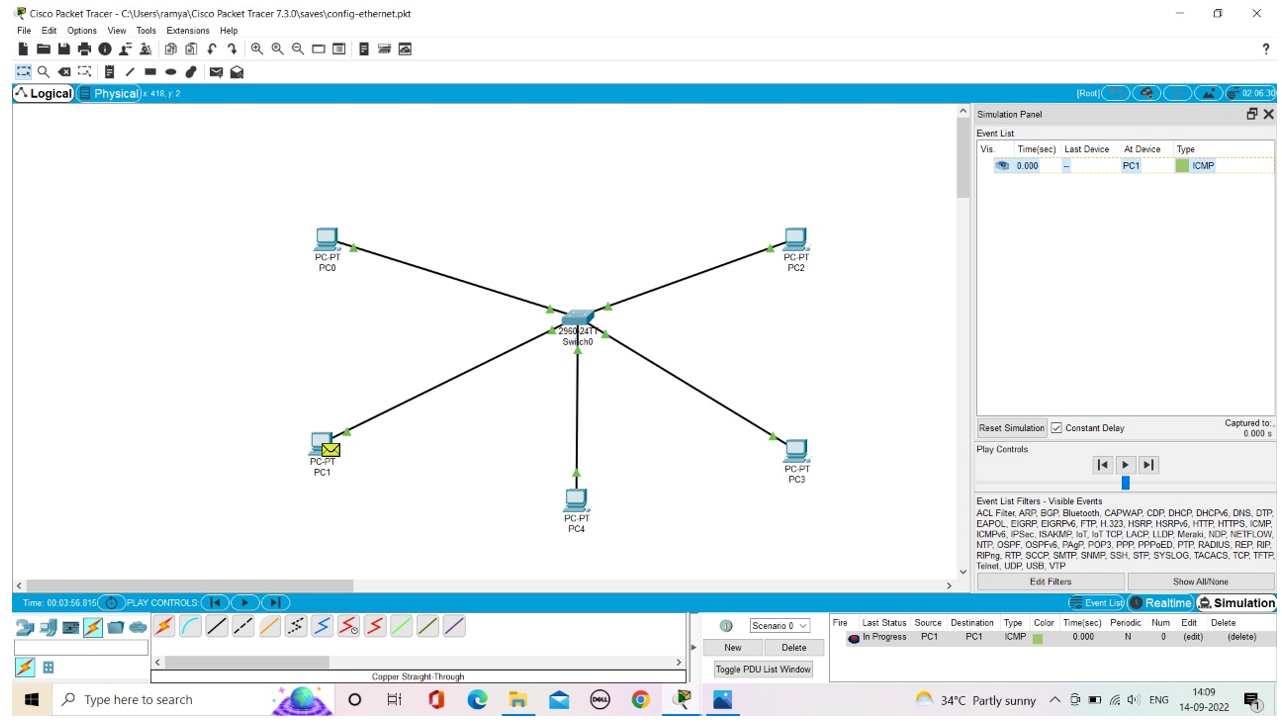 Cisco Packet Tracer - C:\Users\ramya\Cisco Packet Tracer 7.3.0\saves\config-ethernet.pkt
File Edit Options View Tools Extensions Help
?
Logical Physical x: 418, y: 2 [Root] 02:06:30
Simulation Panel
Event List
Vis. Time(sec) Last Device At Device Type
0.000 -- PC1 ICMP
PC-PT
PC0
PC-PT
PC2
2960-24TT
Switch0
PC-PT
PC1
PC-PT
PC3
PC-PT
PC4
Reset Simulation Constant Delay Captured to:
0.000 s
Play Controls
Event List Filters - Visible Events
ACL Filter, ARP, BGP, Bluetooth, CAPWAP, CDP, DHCP, DHCPv6, DNS, DTP,
EAPOL, EIGRP, EIGRPv6, FTP, H.323, HSRP, HSRPv6, HTTP, HTTPS, ICMP,
ICMPv6, IPSec, ISAKMP, IoT, IoT TCP, LACP, LLDP, Meraki, NDP, NETFLOW,
NTP, OSPF, OSPFv6, PAgP, POP3, PPP, PPPoED, PTP, RADIUS, REP, RIP,
RIPng, RTP, SCCP, SMTP, SNMP, SSH, STP, SYSLOG, TACACS, TCP, TFTP,
Telnet, UDP, USB, VTP
Edit Filters Show All/None
Time: 00:03:56.815 PLAY CONTROLS: Event List Realtime Simulation
Scenario 0
New Delete
Toggle PDU List Window
Fire Last Status Source Destination Type Color Time(sec) Periodic Num Edit Delete
In Progress PC1 PC1 ICMP 0.000 N 0 (edit) (delete)
Copper Straight-Through
Type here to search
DELL
34°C Partly sunny
ENG
14:09
14-09-2022
1